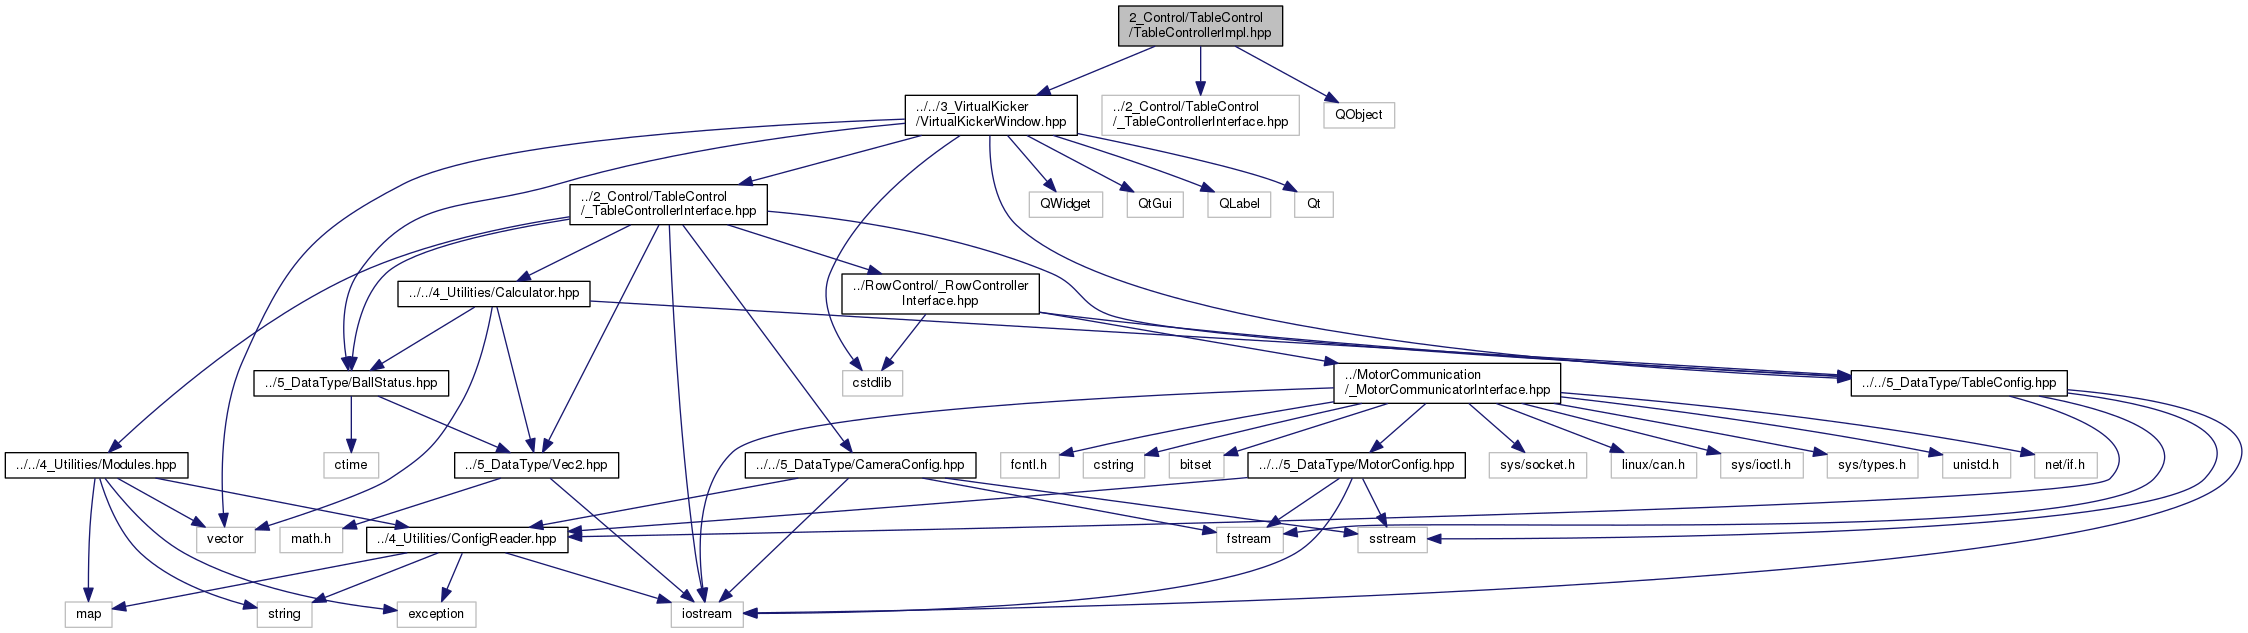 2_Control/TableControl
/TableControllerImpl.hpp
../../3_VirtualKicker
/VirtualKickerWindow.hpp
../2_Control/TableControl
/_TableControllerInterface.hpp
QObject
../2_Control/TableControl
/_TableControllerInterface.hpp
QWidget
QtGui
QLabel
Qt
../../4_Utilities/Calculator.hpp
../RowControl/_RowController
Interface.hpp
../5_DataType/BallStatus.hpp
cstdlib
../MotorCommunication
/_MotorCommunicatorInterface.hpp
../../5_DataType/TableConfig.hpp
../../4_Utilities/Modules.hpp
ctime
../5_DataType/Vec2.hpp
../../5_DataType/CameraConfig.hpp
fcntl.h
cstring
bitset
../../5_DataType/MotorConfig.hpp
sys/socket.h
linux/can.h
sys/ioctl.h
sys/types.h
unistd.h
net/if.h
vector
math.h
../4_Utilities/ConfigReader.hpp
fstream
sstream
map
string
exception
iostream